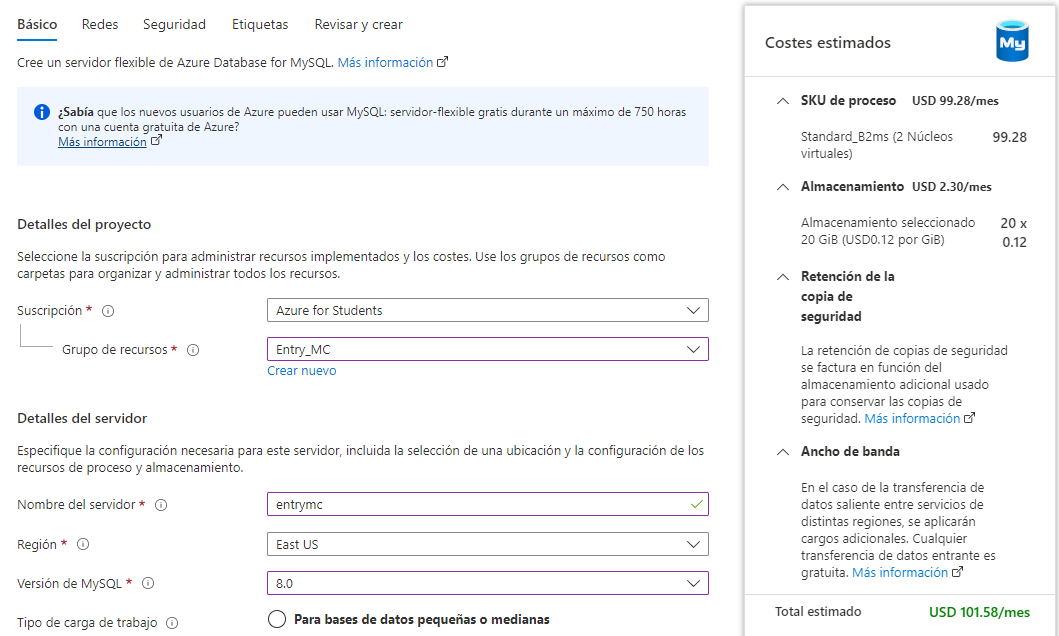 Básico Redes Seguridad Etiquetas Revisar y crear
Cree un servidor flexible de Azure Database for MySQL. Más información
¿Sabía que los nuevos usuarios de Azure pueden usar MySQL: servidor-flexible gratis durante un máximo de 750 horas
con una cuenta gratuita de Azure?
Más información
Detalles del proyecto
Seleccione la suscripción para administrar recursos implementados y los costes. Use los grupos de recursos como
carpetas para organizar y administrar todos los recursos.
Suscripción *
Azure for Students
Grupo de recursos *
Entry_MC
Crear nuevo
Detalles del servidor
Especifique la configuración necesaria para este servidor, incluida la selección de una ubicación y la configuración de los
recursos de proceso y almacenamiento.
Nombre del servidor *
entrymc
Región *
East US
Versión de MySQL *
8.0
Tipo de carga de trabajo
Para bases de datos pequeñas o medianas
Costes estimados
My
SKU de proceso USD 99.28/mes
Standard_B2ms (2 Núcleos 99.28
virtuales)
Almacenamiento USD 2.30/mes
Almacenamiento seleccionado 20 x
20 GiB (USD0.12 por GiB) 0.12
Retención de la
copia de
seguridad
La retención de copias de seguridad
se factura en función del
almacenamiento adicional usado
para conservar las copias de
seguridad. Más información
Ancho de banda
En el caso de la transferencia de
datos saliente entre servicios de
distintas regiones, se aplicarán
cargos adicionales. Cualquier
transferencia de datos entrante es
gratuita. Más información
Total estimado USD 101.58/mes